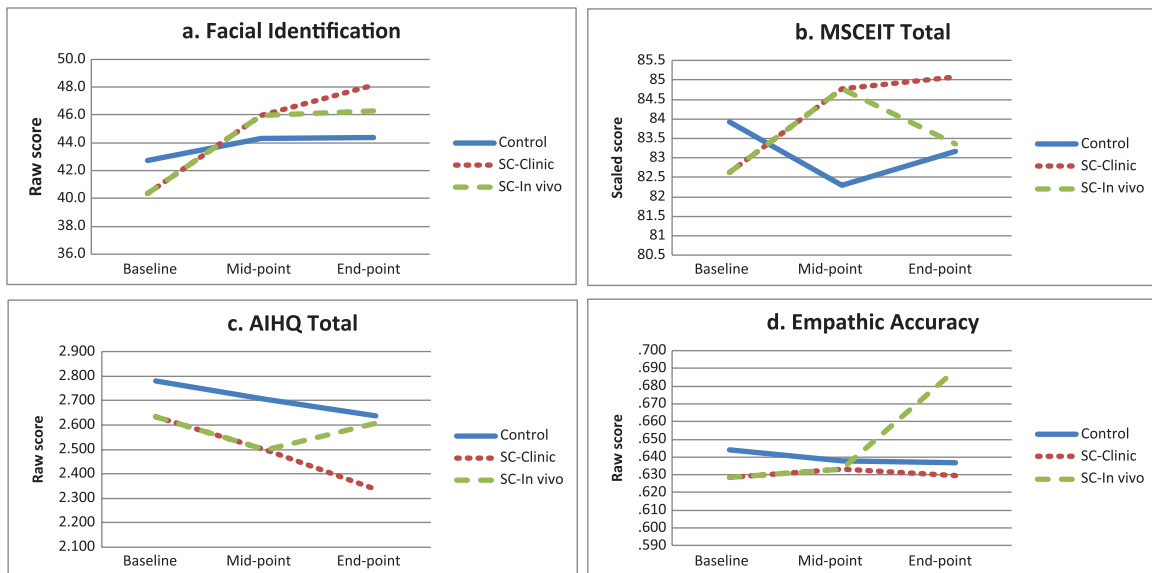 a. Facial Identification
50.0
48.0
46.0
44.0
42.0
40.0
38.0
36.0
Raw score
Baseline Mid-point End-point
Control
SC-Clinic
SC-In vivo
b. MSCEIT Total
85.5
85
84.5
84
83.5
83
82.5
82
81.5
81
80.5
Scaled score
Baseline Mid-point End-point
Control
SC-Clinic
SC-In vivo
c. AIHQ Total
2.900
2.800
2.700
2.600
2.500
2.400
2.300
2.200
2.100
Raw score
Baseline Mid-point End-point
Control
SC-Clinic
SC-In vivo
d. Empathic Accuracy
.700
.690
.680
.670
.660
.650
.640
.630
.620
.610
.600
.590
Raw score
Baseline Mid-point End-point
Control
SC-Clinic
SC-In vivo